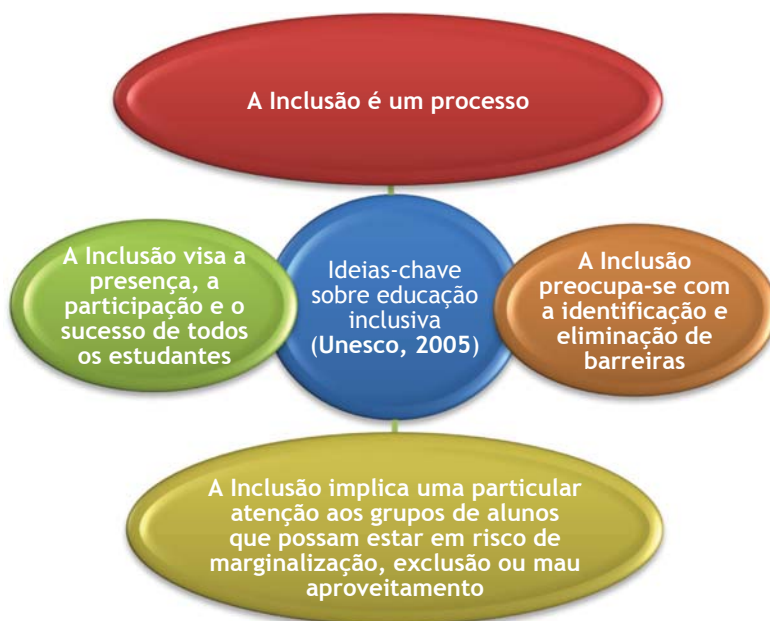 A Inclusão é um processo
A Inclusão visa a
presença, a
participação e o
sucesso de todos
os estudantes
Ideias-chave
sobre educação
inclusiva
(Unesco, 2005)
A Inclusão
preocupa-se com
a identificação e
eliminação de
barreiras
A Inclusão implica uma particular
atenção aos grupos de alunos
que possam estar em risco de
marginalização, exclusão ou mau
aproveitamento